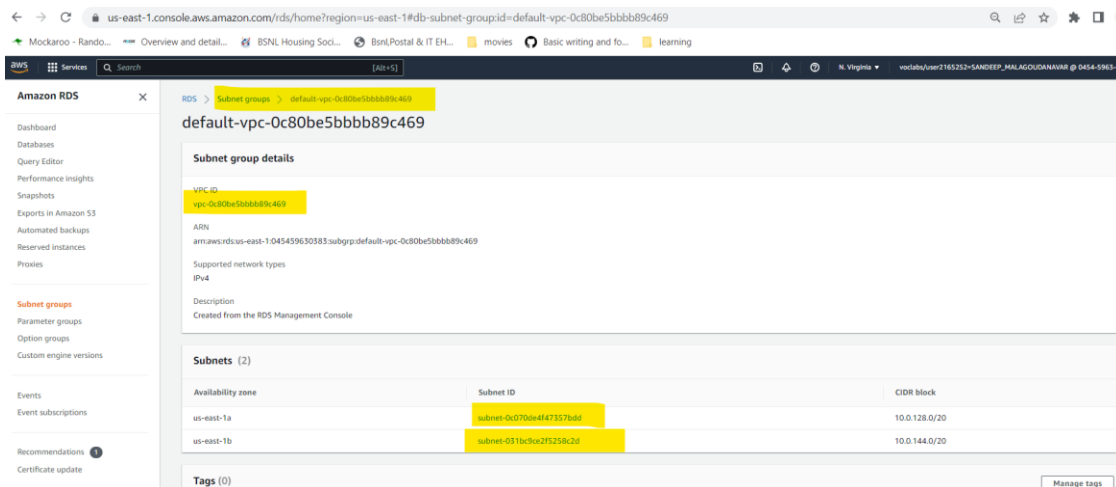 us-east-1.console.aws.amazon.com/rds/home?region=us-east-1#db-subnet-group:id=default-vpc-0c80be5bbbb89c469
Mockaroo - Rando... Overview and detail... BSNL Housing Soci... Bsnl,Postal & IT EH... movies Basic writing and fo... learning
aws Services Search [Alt+S] N. Virginia voclabs/user2165252=SANDEEP_MALAGOUDANAVAR @ 0454-5963-
Amazon RDS
Dashboard
Databases
Query Editor
Performance insights
Snapshots
Exports in Amazon S3
Automated backups
Reserved instances
Proxies
Subnet groups
Parameter groups
Option groups
Custom engine versions
Events
Event subscriptions
Recommendations 1
Certificate update
RDS > Subnet groups > default-vpc-0c80be5bbbb89c469
default-vpc-0c80be5bbbb89c469
Subnet group details
VPC ID
vpc-0c80be5bbbb89c469
ARN
arn:aws:rds:us-east-1:045459630383:subgrp:default-vpc-0c80be5bbbb89c469
Supported network types
IPv4
Description
Created from the RDS Management Console
Subnets (2)
Availability zone Subnet ID CIDR block
us-east-1a subnet-0c070de4f47357bdd 10.0.128.0/20
us-east-1b subnet-031bc9ce2f5258c2d 10.0.144.0/20
Tags (0) Manage tags